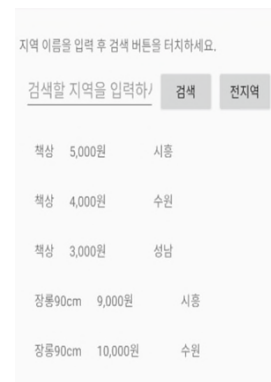 지역 이름을 입력 후 검색 버튼을 터치하세요.
검색할 지역을 입력하 검색 전지역
책상 5,000원 시흥
책상 4,000원 수원
책상 3,000원 성남
장롱90cm 9,000원 시흥
장롱90cm 10,000원 수원